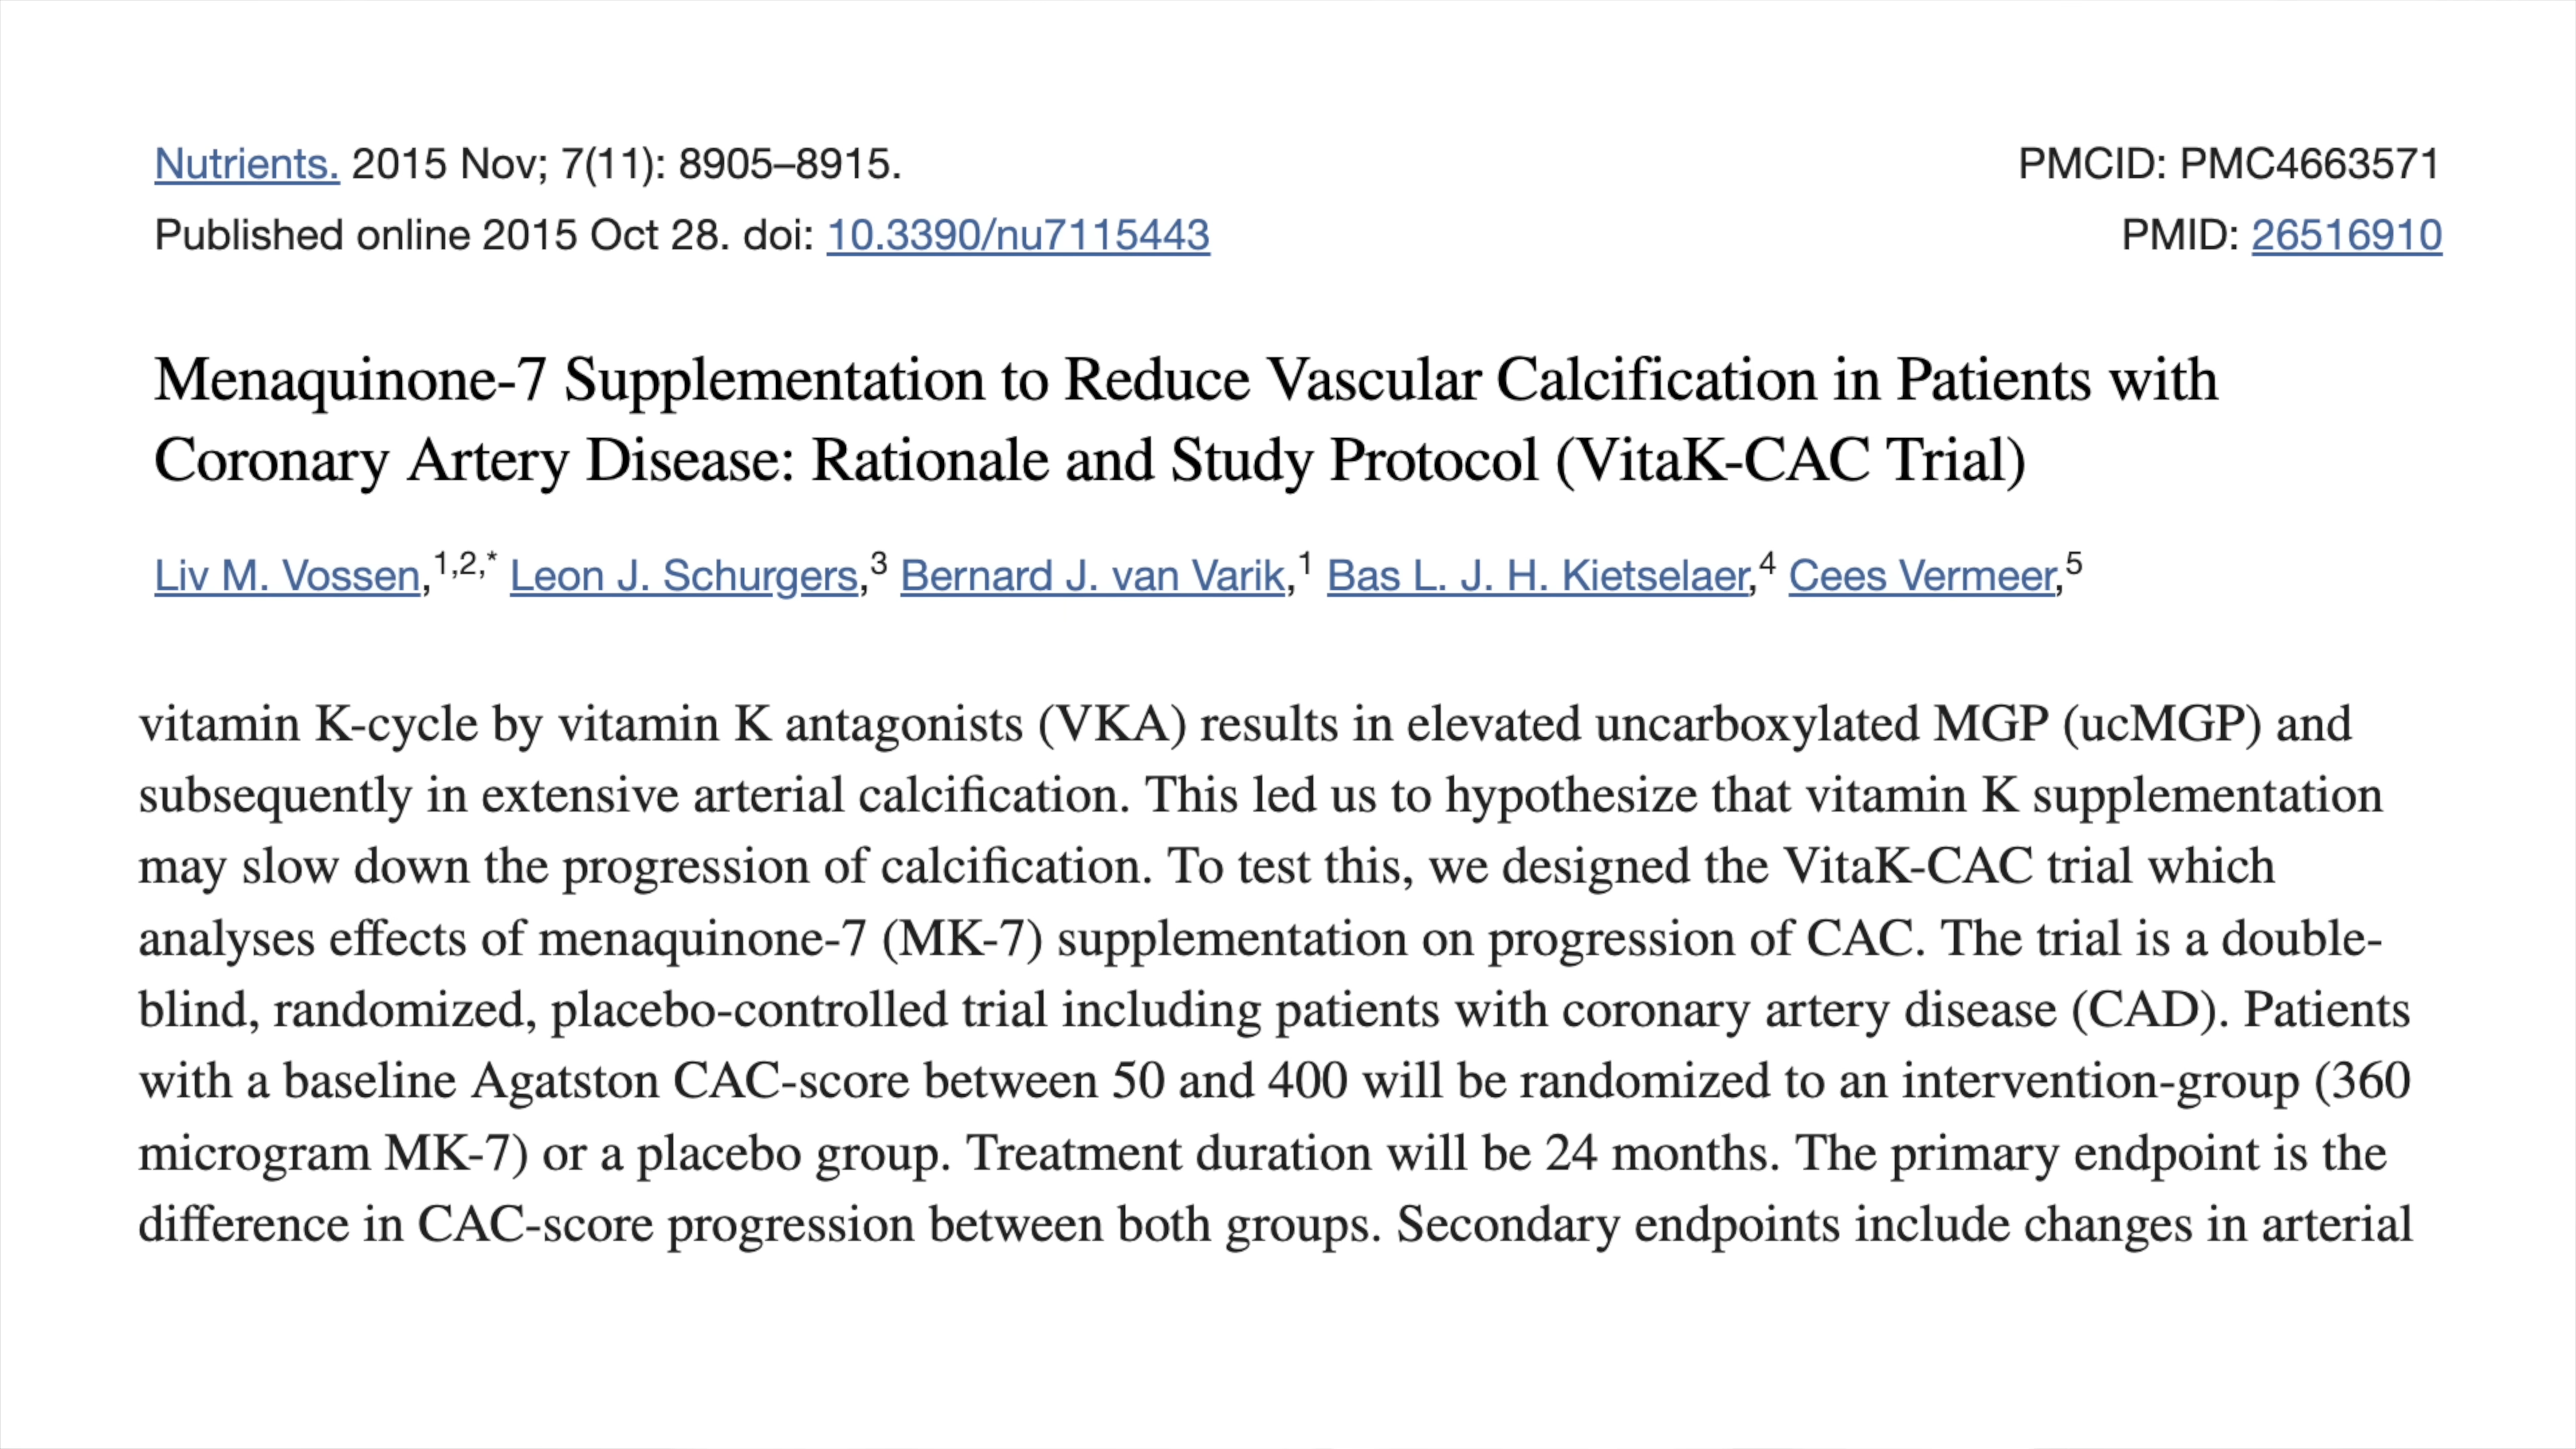 Nutrients. 2015 Nov; 7(11): 8905–8915.
PMCID: PMC4663571
Published online 2015 Oct 28. doi: 10.3390/nu7115443
PMID: 26516910
Menaquinone-7 Supplementation to Reduce Vascular Calcification in Patients with
Coronary Artery Disease: Rationale and Study Protocol (VitaK-CAC Trial)
Liv M. Vossen,1,2,* Leon J. Schurgers,3 Bernard J. van Varik,1 Bas L. J. H. Kietselaer,4 Cees Vermeer,5
vitamin K-cycle by vitamin K antagonists (VKA) results in elevated uncarboxylated MGP (ucMGP) and
subsequently in extensive arterial calcification. This led us to hypothesize that vitamin K supplementation
may slow down the progression of calcification. To test this, we designed the VitaK-CAC trial which
analyses effects of menaquinone-7 (MK-7) supplementation on progression of CAC. The trial is a double-
blind, randomized, placebo-controlled trial including patients with coronary artery disease (CAD). Patients
with a baseline Agatston CAC-score between 50 and 400 will be randomized to an intervention-group (360
microgram MK-7) or a placebo group. Treatment duration will be 24 months. The primary endpoint is the
difference in CAC-score progression between both groups. Secondary endpoints include changes in arterial